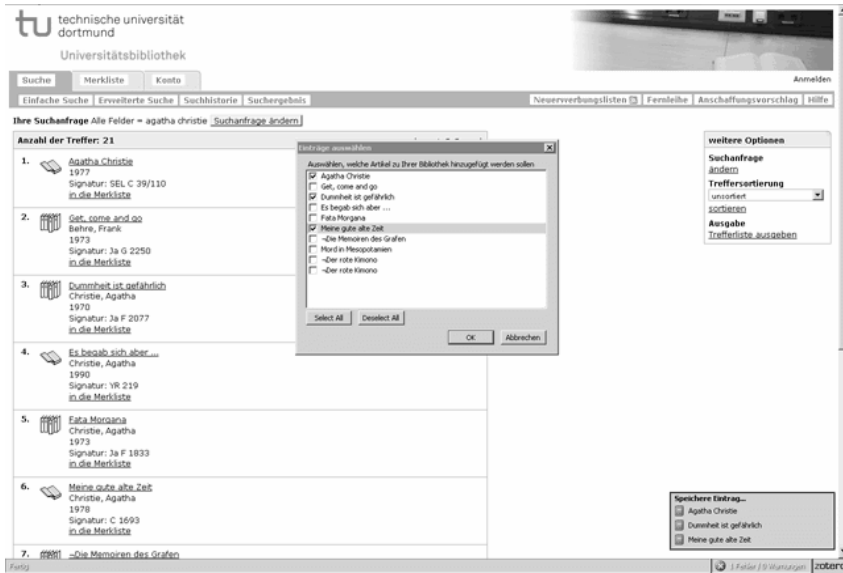 technische universität
dortmund
Universitätsbibliothek
Suche Merkliste Konto
Anmelden
Einfache Suche Erweiterte Suche Suchhistorie Suchergebnis
Neuerwerbungslisten Fernleihe Anschaffungsvorschlag Hilfe
Ihre Suchanfrage Alle Felder = agatha christie Suchanfrage ändern
Anzahl der Treffer: 21
1. Agatha Christie
1977
Signatur: SEL C 39/110
in die Merkliste
2. Get, come and go
Behre, Frank
1973
Signatur: Ja G 2250
in die Merkliste
3. Dummheit ist gefährlich
Christie, Agatha
1970
Signatur: Ja F 2077
in die Merkliste
4. Es begab sich aber ...
Christie, Agatha
1990
Signatur: YR 219
in die Merkliste
5. Fata Morgana
Christie, Agatha
1973
Signatur: Ja F 1833
in die Merkliste
6. Meine gute alte Zeit
Christie, Agatha
1978
Signatur: C 1693
in die Merkliste
7. ¬Die Memoiren des Grafen
Einträge auswählen
Auswählen, welche Artikel zu Ihrer Bibliothek hinzugefügt werden sollen
Agatha Christie
Get, come and go
Dummheit ist gefährlich
Es begab sich aber ...
Fata Morgana
Meine gute alte Zeit
¬Die Memoiren des Grafen
Mord in Mesopotamien
¬Der rote Kimono
¬Der rote Kimono
Select All Deselect All
OK Abbrechen
weitere Optionen
Suchanfrage
ändern
Treffersortierung
unsortiert
sortieren
Ausgabe
Trefferliste ausgeben
Speichere Eintrag...
Agatha Christie
Dummheit ist gefährlich
Meine gute alte Zeit
Fertig
1 Fehler / 0 Warnungen zotero